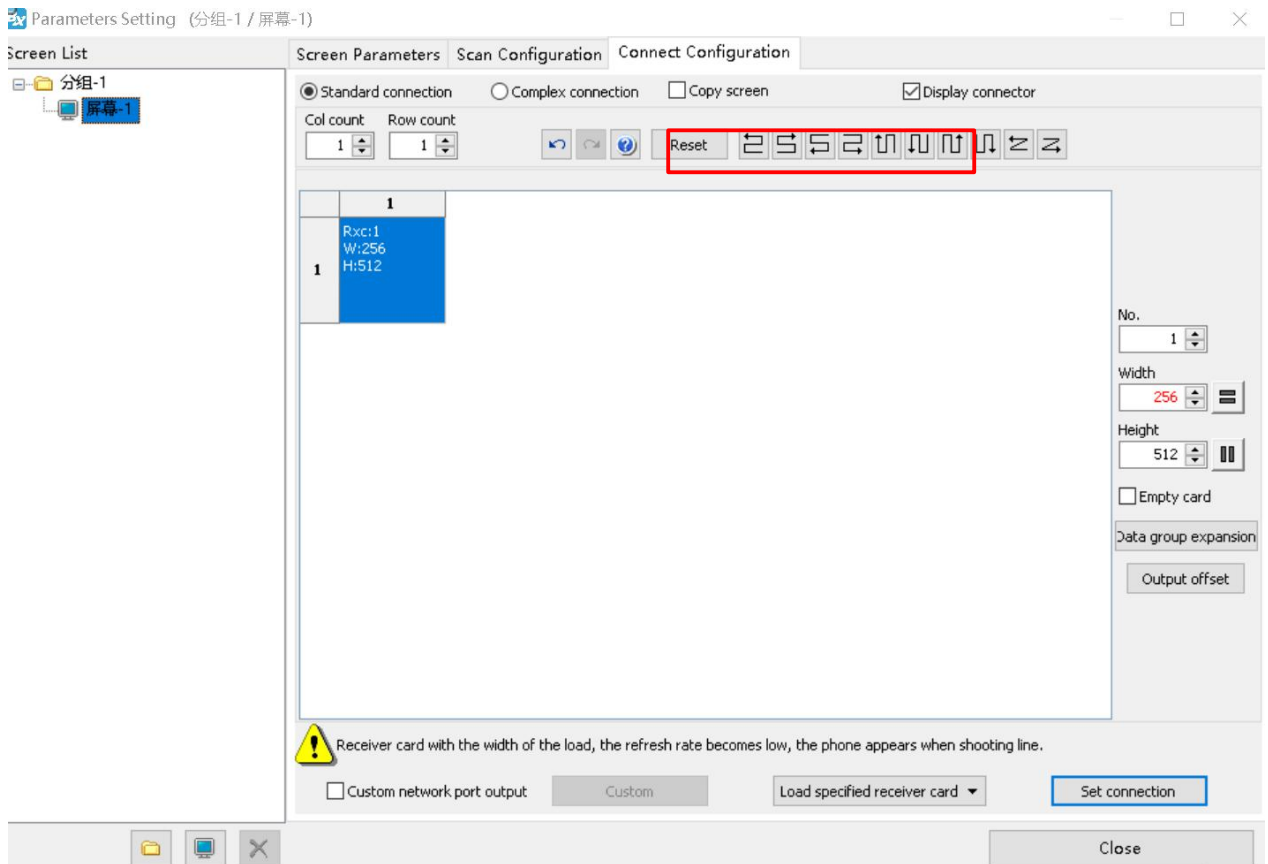 Parameters Setting (分组-1 / 屏幕-1)
Screen List
Screen Parameters Scan Configuration Connect Configuration
分组-1
屏幕-1
Standard connection Complex connection Copy screen Display connector
Col count Row count
1 1 Reset
1
1
Rxc:1
W:256
H:512
No.
1
Width
256
Height
512
Empty card
Data group expansion
Output offset
Receiver card with the width of the load, the refresh rate becomes low, the phone appears when shooting line.
Custom network port output Custom Load specified receiver card Set connection
Close